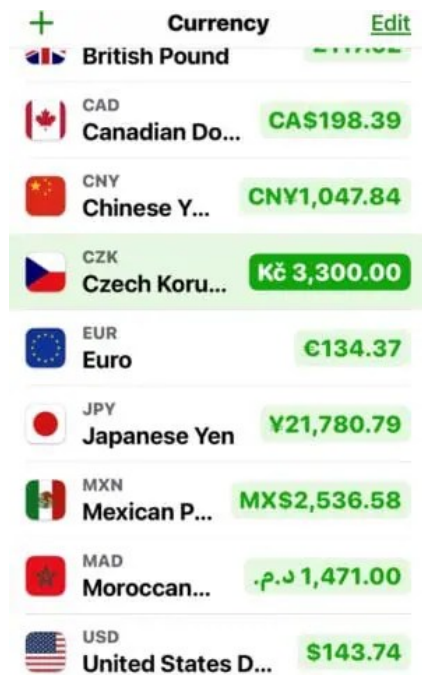 Currency
Edit
British Pound
CAD
Canadian Do...
CA$198.39
CNY
Chinese Y...
CN¥1,047.84
CZK
Czech Koru...
Kč 3,300.00
EUR
Euro
€134.37
JPY
Japanese Yen
¥21,780.79
MXN
Mexican P...
MX$2,536.58
MAD
Moroccan...
د.م. 1,471.00
USD
United States D...
$143.74